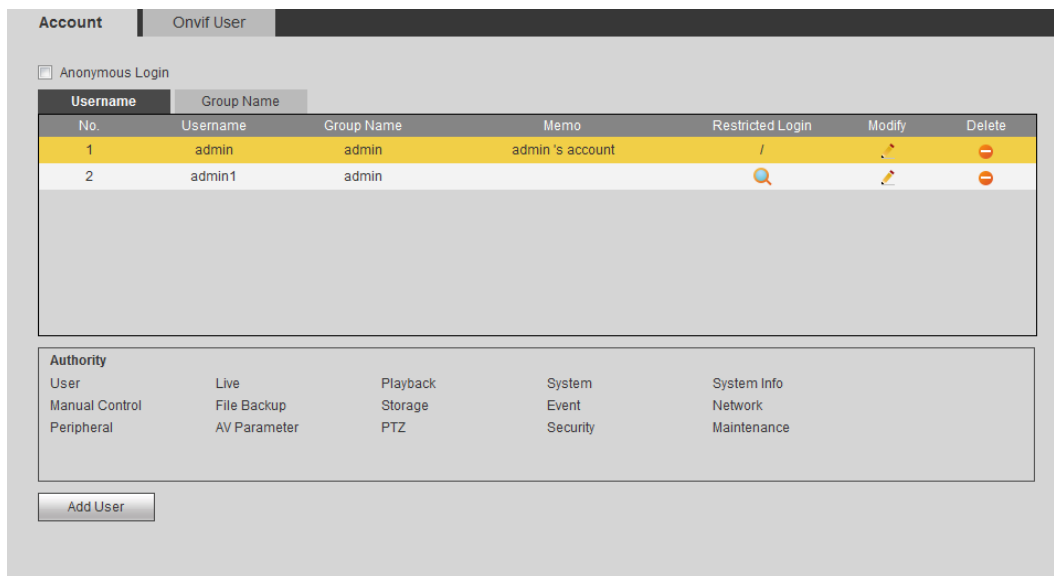 Account Onvif User
Anonymous Login
Username Group Name
No. Username Group Name Memo Restricted Login Modify Delete
1 admin admin admin 's account /
2 admin1 admin
Authority
User Live Playback System System Info
Manual Control File Backup Storage Event Network
Peripheral AV Parameter PTZ Security Maintenance
Add User